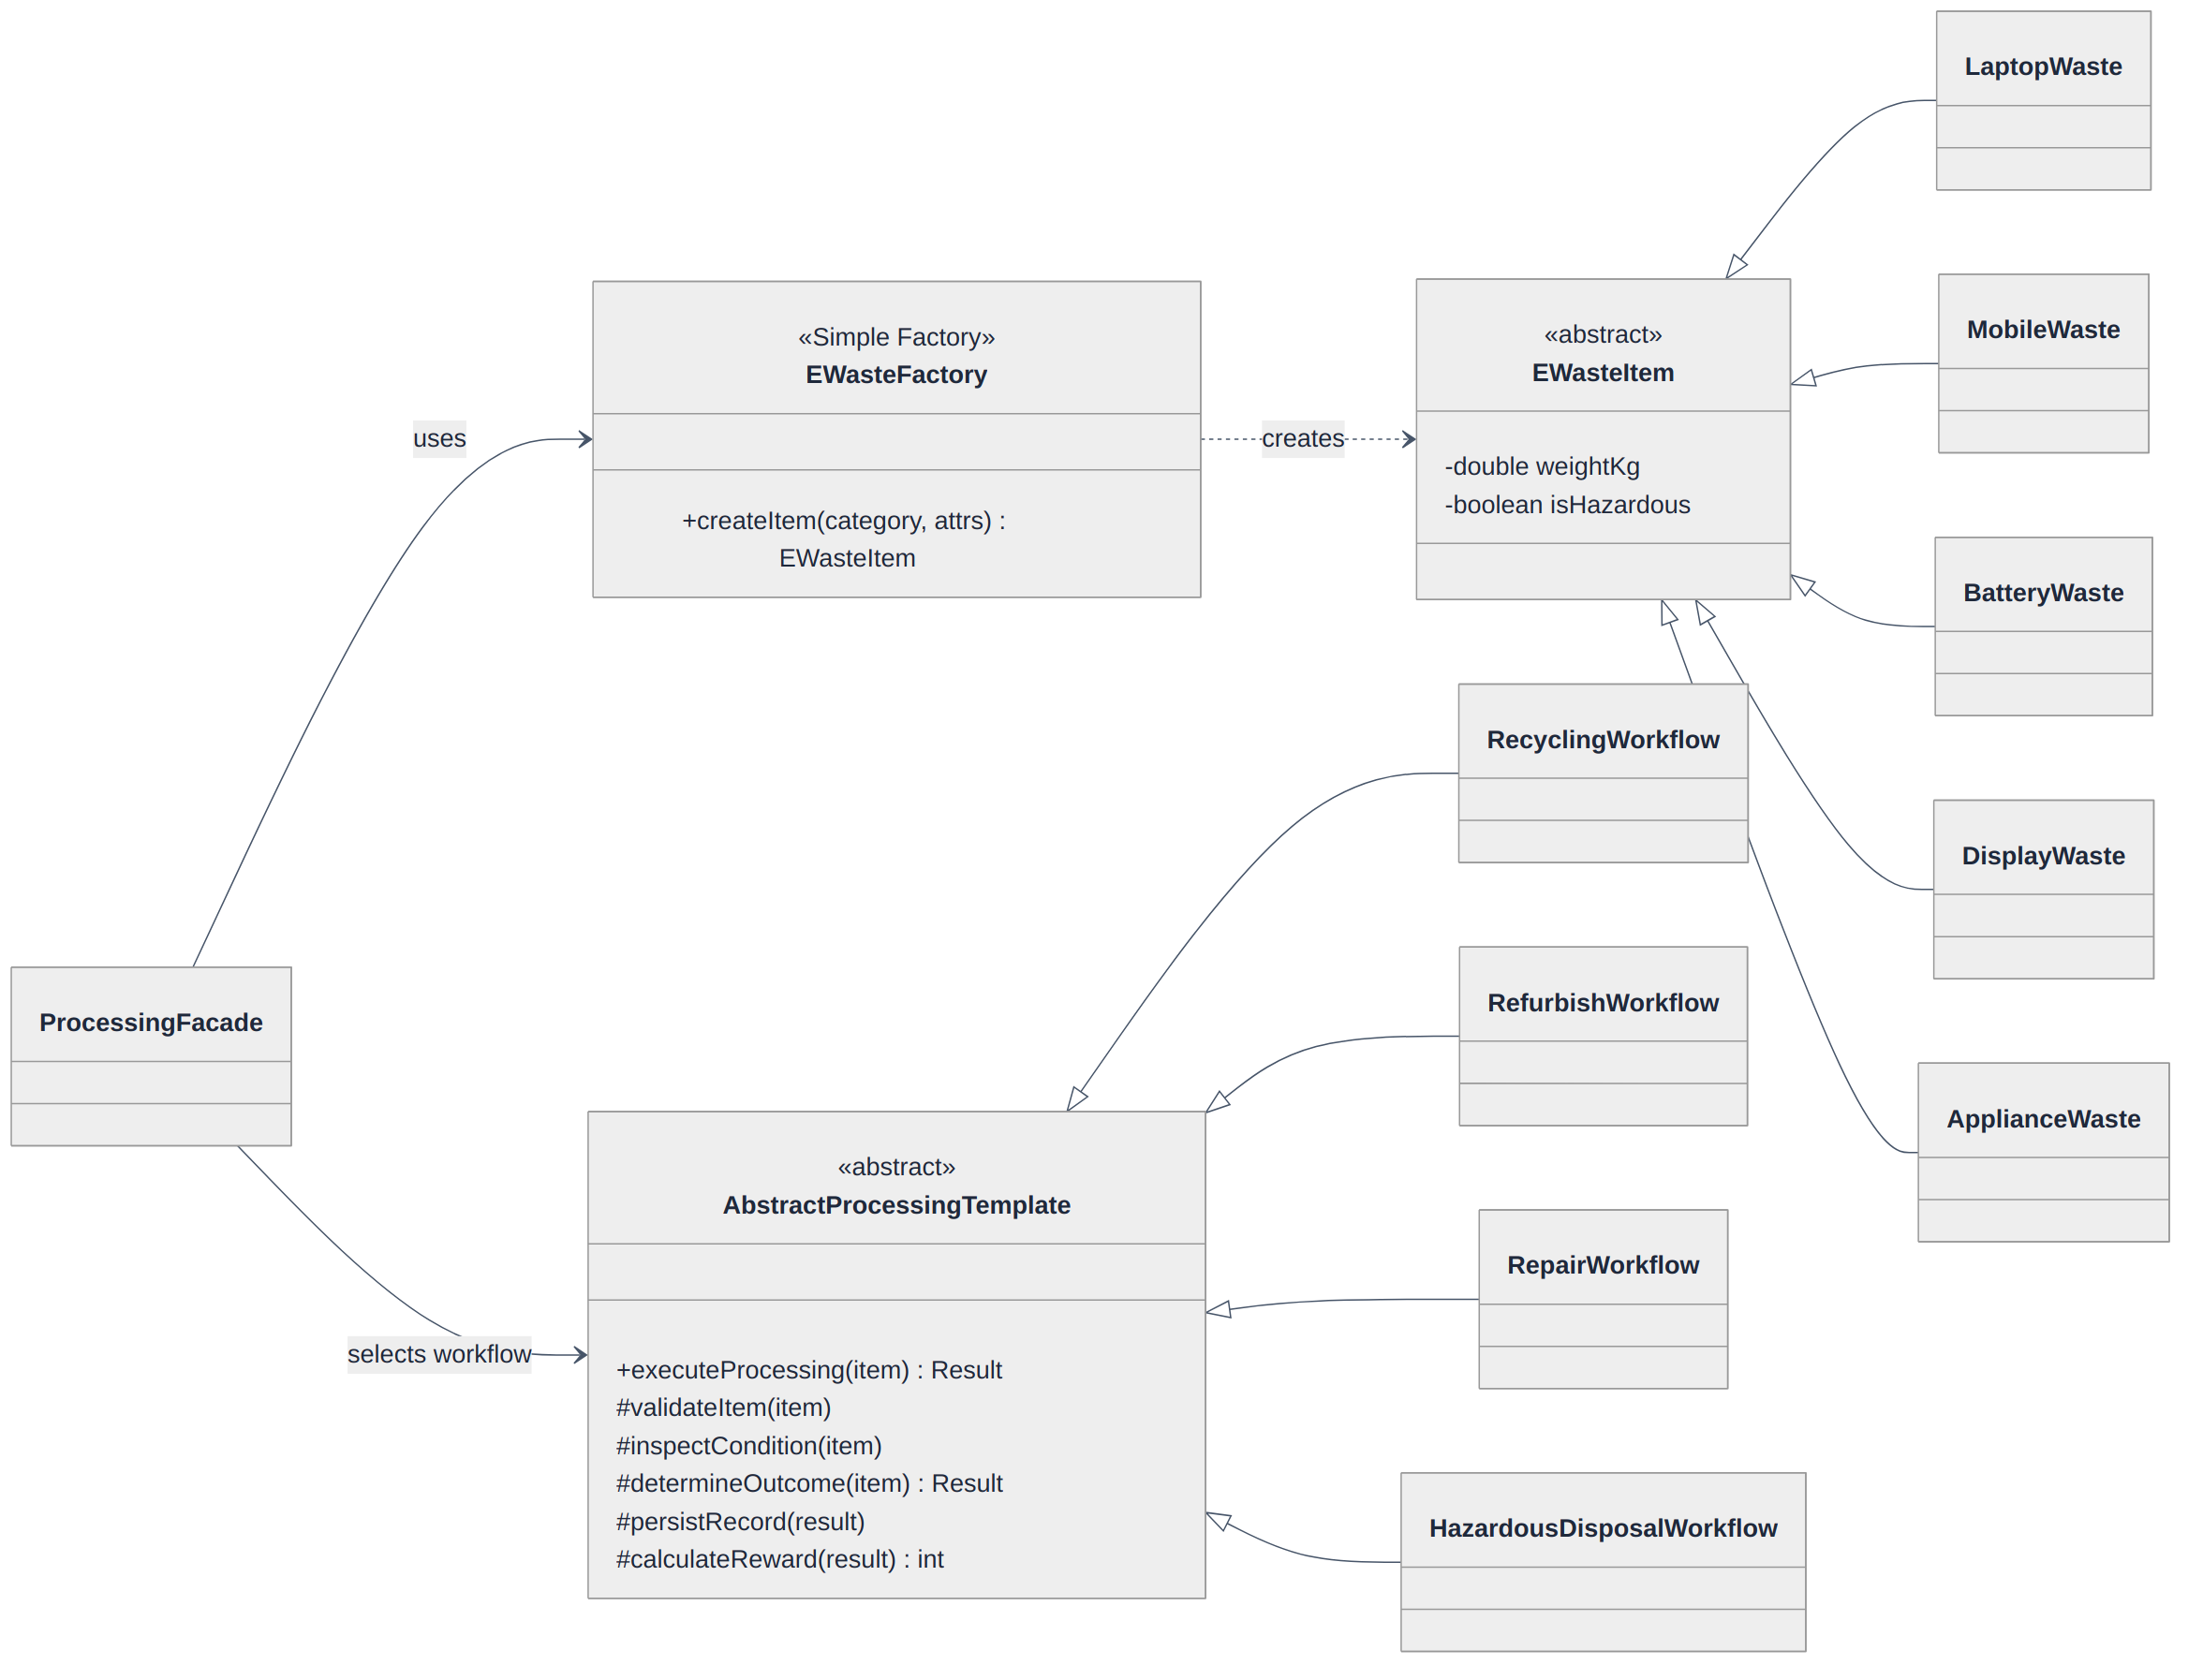 LaptopWaste
MobileWaste
«Simple Factory»
EWasteFactory
+createItem(category, attrs) :
EWasteItem
uses
creates
«abstract»
EWasteItem
-double weightKg
-boolean isHazardous
BatteryWaste
RecyclingWorkflow
DisplayWaste
ProcessingFacade
RefurbishWorkflow
ApplianceWaste
selects workflow
«abstract»
AbstractProcessingTemplate
+executeProcessing(item) : Result
#validateItem(item)
#inspectCondition(item)
#determineOutcome(item) : Result
#persistRecord(result)
#calculateReward(result) : int
RepairWorkflow
HazardousDisposalWorkflow